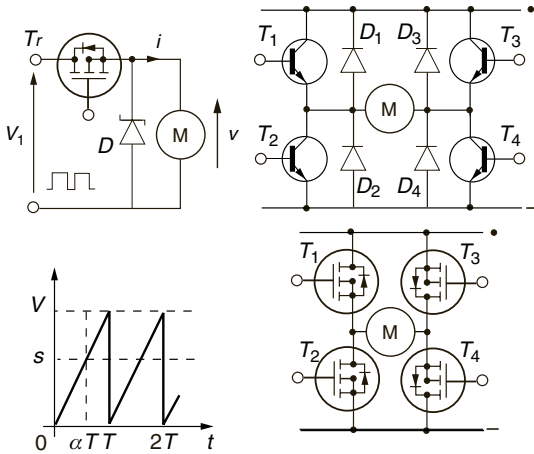 Tr
i
V₁
D
M
v
T₁
D₁
D₃
T₃
M
T₂
D₂
D₄
T₄
–
V
s
0
αT
T
2T
t
T₁
T₃
M
T₂
T₄
–